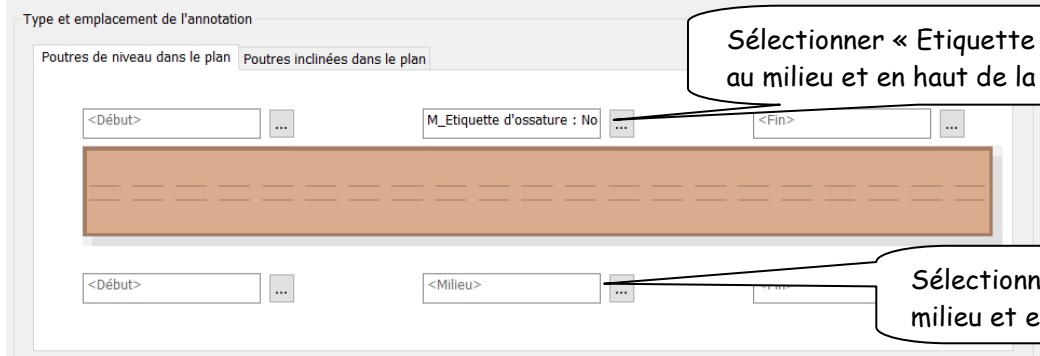 Type et emplacement de l'annotation
Sélectionner « Etiquette
au milieu et en haut de la
Poutres de niveau dans le plan
Poutres inclinées dans le plan
<Début> ...
M_Etiquette d'ossature : No ...
<Fin> ...
<Début> ...
<Milieu> ...
Sélectionn
milieu et e